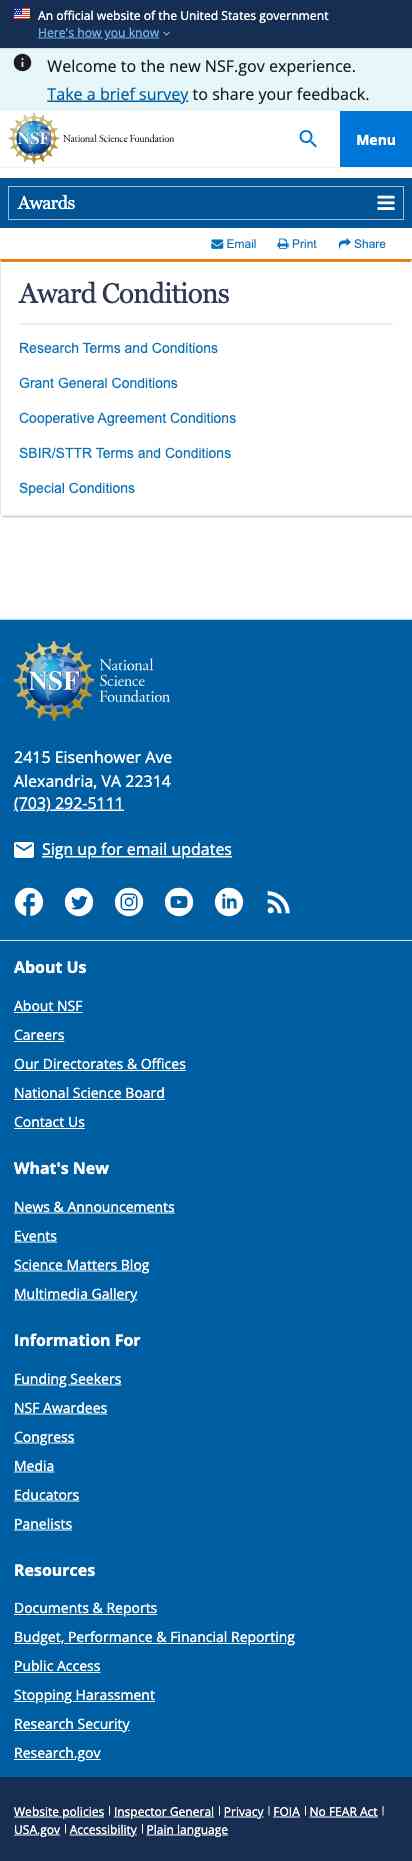 An official website of the United States government
Here's how you know
Welcome to the new NSF.gov experience.
Take a brief survey to share your feedback.
NSF National Science Foundation
Menu
Awards
Email Print Share
Award Conditions
Research Terms and Conditions
Grant General Conditions
Cooperative Agreement Conditions
SBIR/STTR Terms and Conditions
Special Conditions
National
NSF Science
Foundation
2415 Eisenhower Ave
Alexandria, VA 22314
(703) 292-5111
Sign up for email updates
in
About Us
About NSF
Careers
Our Directorates & Offices
National Science Board
Contact Us
What's New
News & Announcements
Events
Science Matters Blog
Multimedia Gallery
Information For
Funding Seekers
NSF Awardees
Congress
Media
Educators
Panelists
Resources
Documents & Reports
Budget, Performance & Financial Reporting
Public Access
Stopping Harassment
Research Security
Research.gov
Website policies | Inspector General | Privacy | FOIA | No FEAR Act |
USA.gov | Accessibility | Plain language